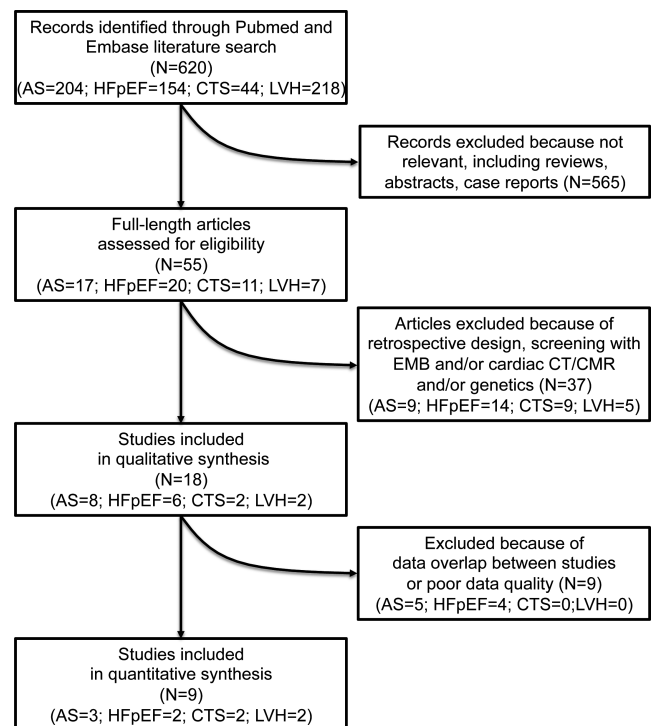 Records identified through Pubmed and
Embase literature search
(N=620)
(AS=204; HFpEF=154; CTS=44; LVH=218)
Records excluded because not
relevant, including reviews,
abstracts, case reports (N=565)
Full-length articles
assessed for eligibility
(N=55)
(AS=17; HFpEF=20; CTS=11; LVH=7)
Articles excluded because of
retrospective design, screening with
EMB and/or cardiac CT/CMR
and/or genetics (N=37)
(AS=9; HFpEF=14; CTS=9; LVH=5)
Studies included
in qualitative synthesis
(N=18)
(AS=8; HFpEF=6; CTS=2; LVH=2)
Excluded because of
data overlap between studies
or poor data quality (N=9)
(AS=5; HFpEF=4; CTS=0;LVH=0)
Studies included
in quantitative synthesis
(N=9)
(AS=3; HFpEF=2; CTS=2; LVH=2)